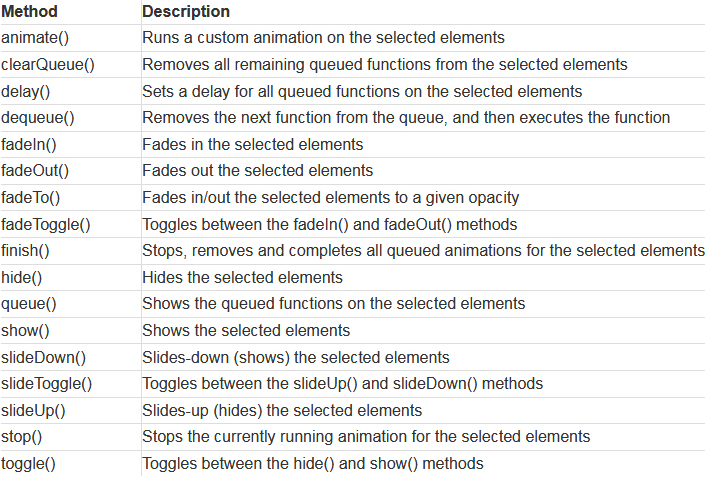 Method Description
animate() Runs a custom animation on the selected elements
clearQueue() Removes all remaining queued functions from the selected elements
delay() Sets a delay for all queued functions on the selected elements
dequeue() Removes the next function from the queue, and then executes the function
fadeIn() Fades in the selected elements
fadeOut() Fades out the selected elements
fadeTo() Fades in/out the selected elements to a given opacity
fadeToggle() Toggles between the fadeIn() and fadeOut() methods
finish() Stops, removes and completes all queued animations for the selected elements
hide() Hides the selected elements
queue() Shows the queued functions on the selected elements
show() Shows the selected elements
slideDown() Slides-down (shows) the selected elements
slideToggle() Toggles between the slideUp() and slideDown() methods
slideUp() Slides-up (hides) the selected elements
stop() Stops the currently running animation for the selected elements
toggle() Toggles between the hide() and show() methods